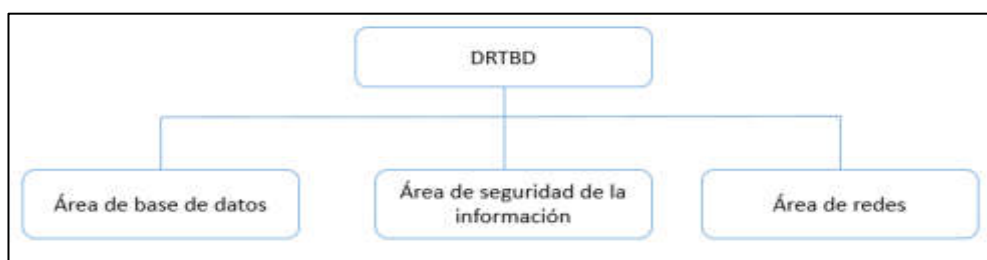 DRTBD
Área de base de datos
Área de seguridad de la
información
Área de redes